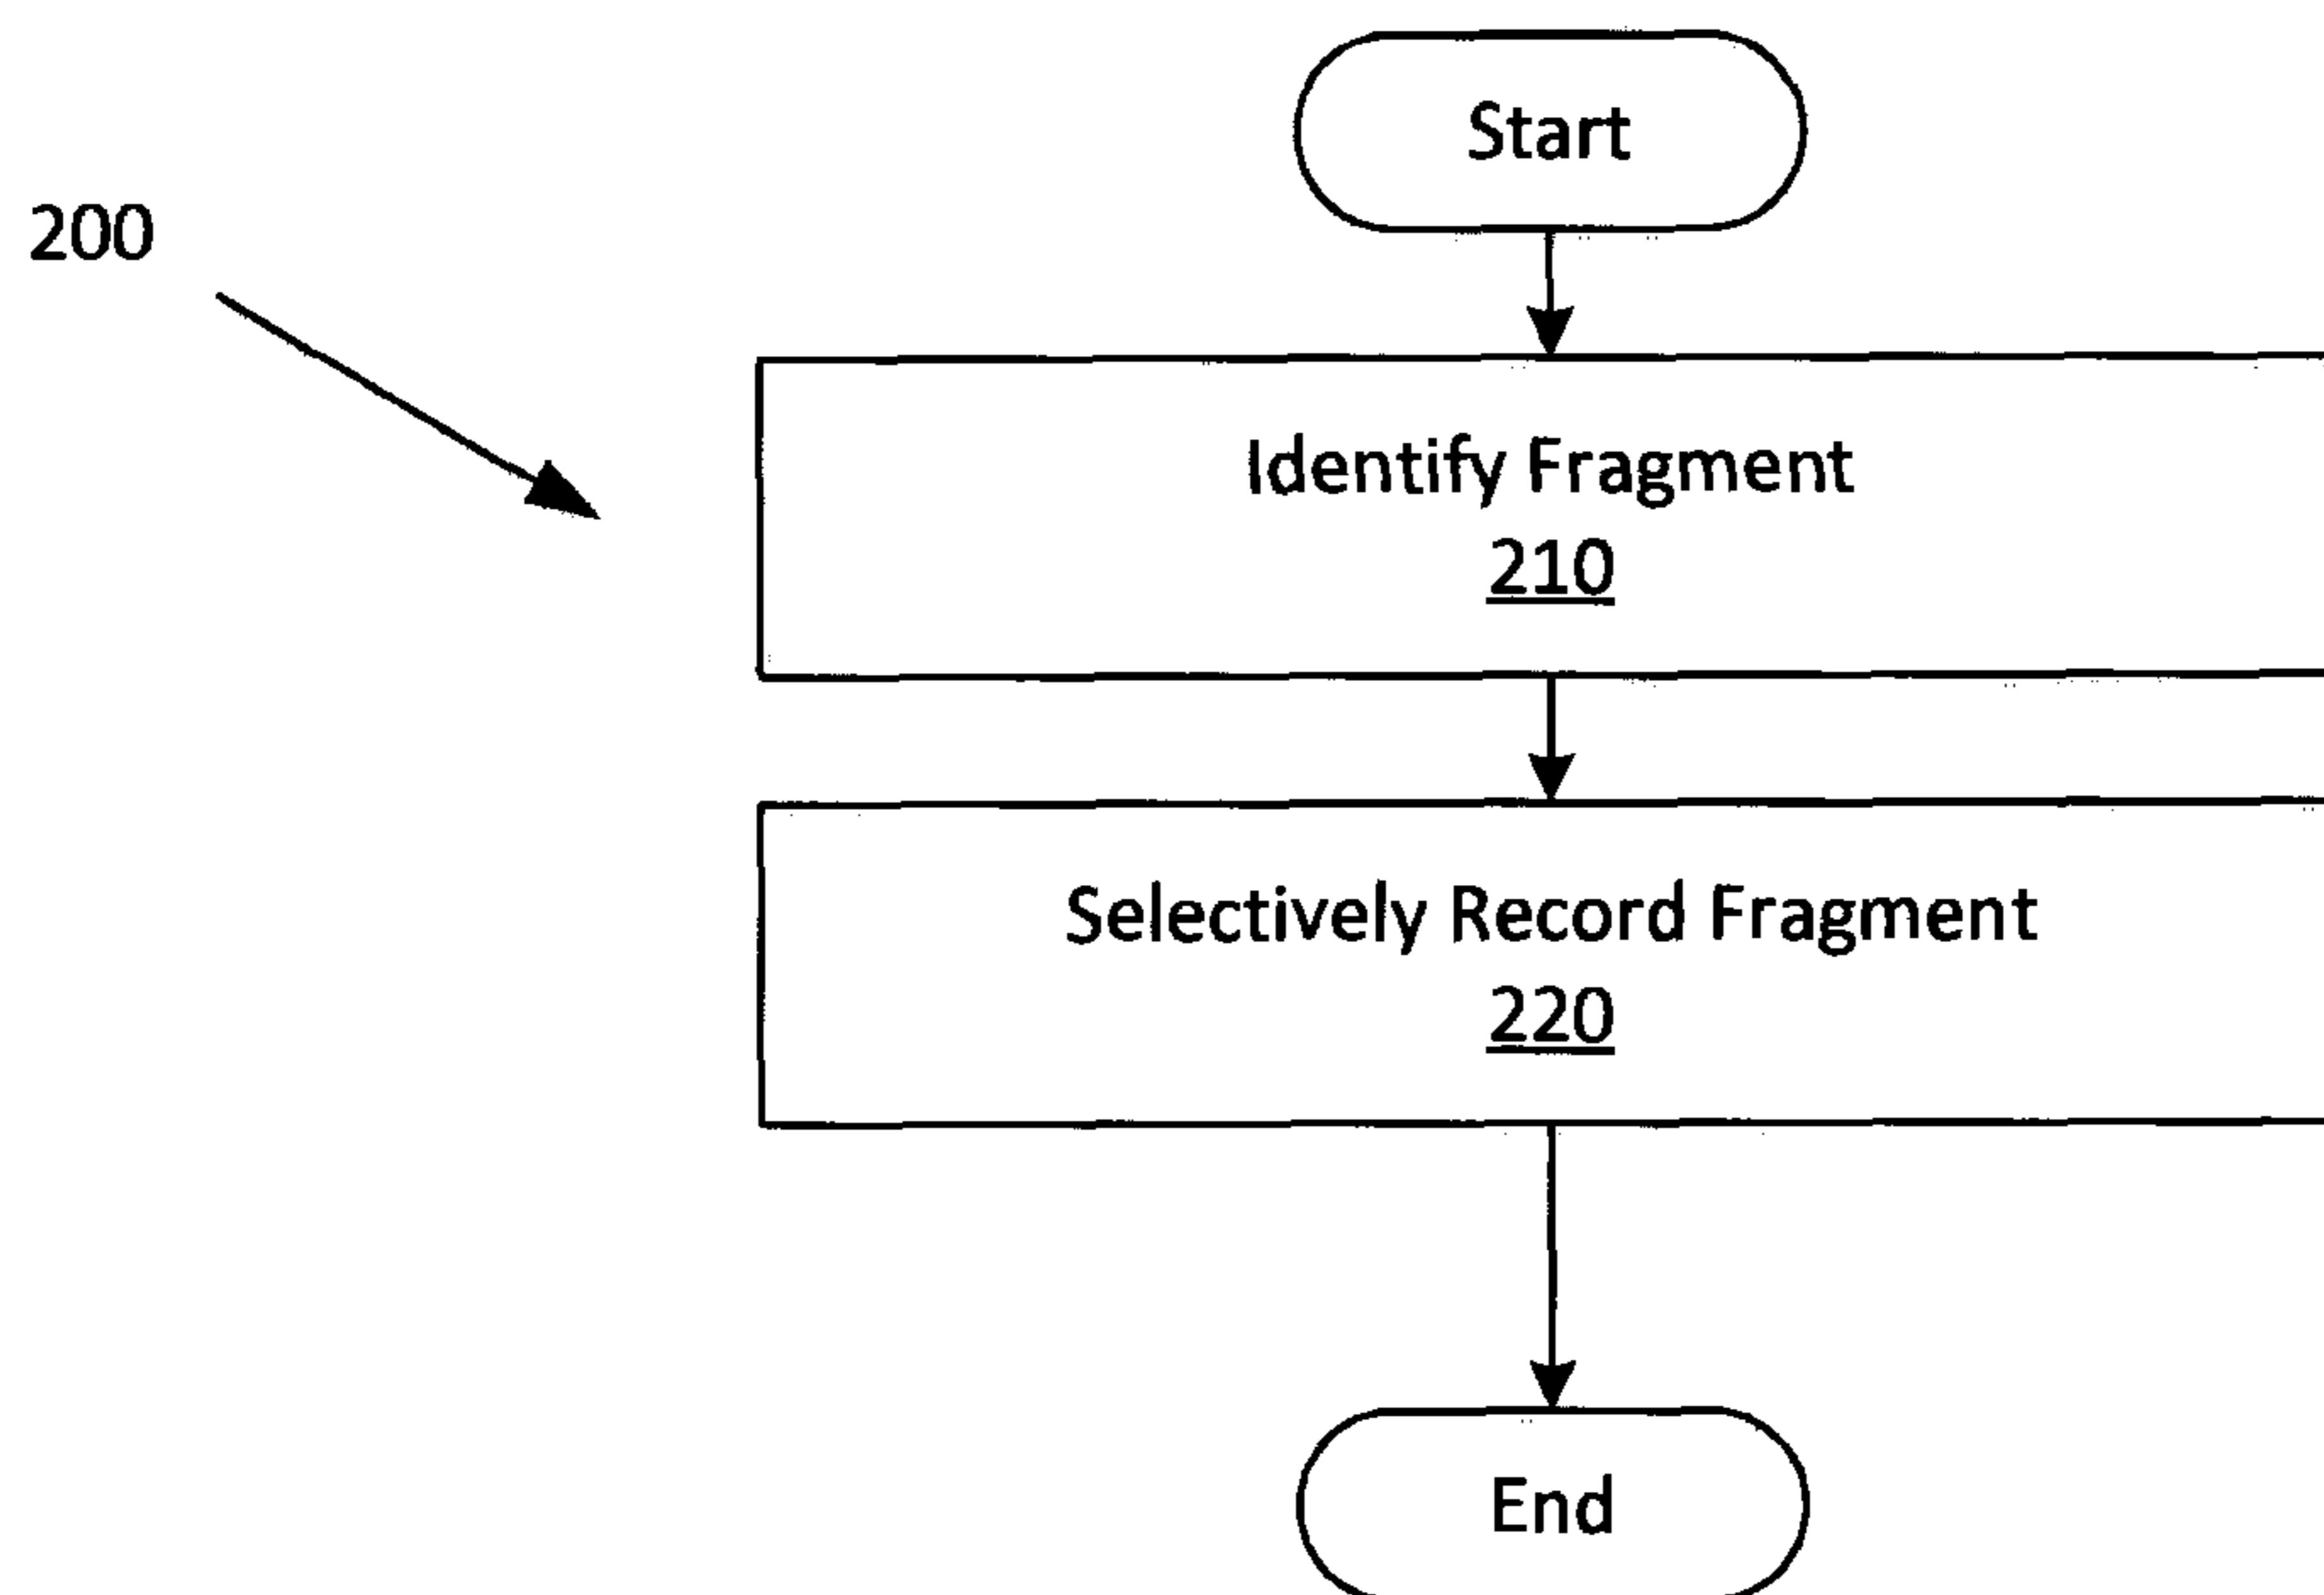 Start
200
Identify Fragment
210
Selectively Record Fragment
220
End